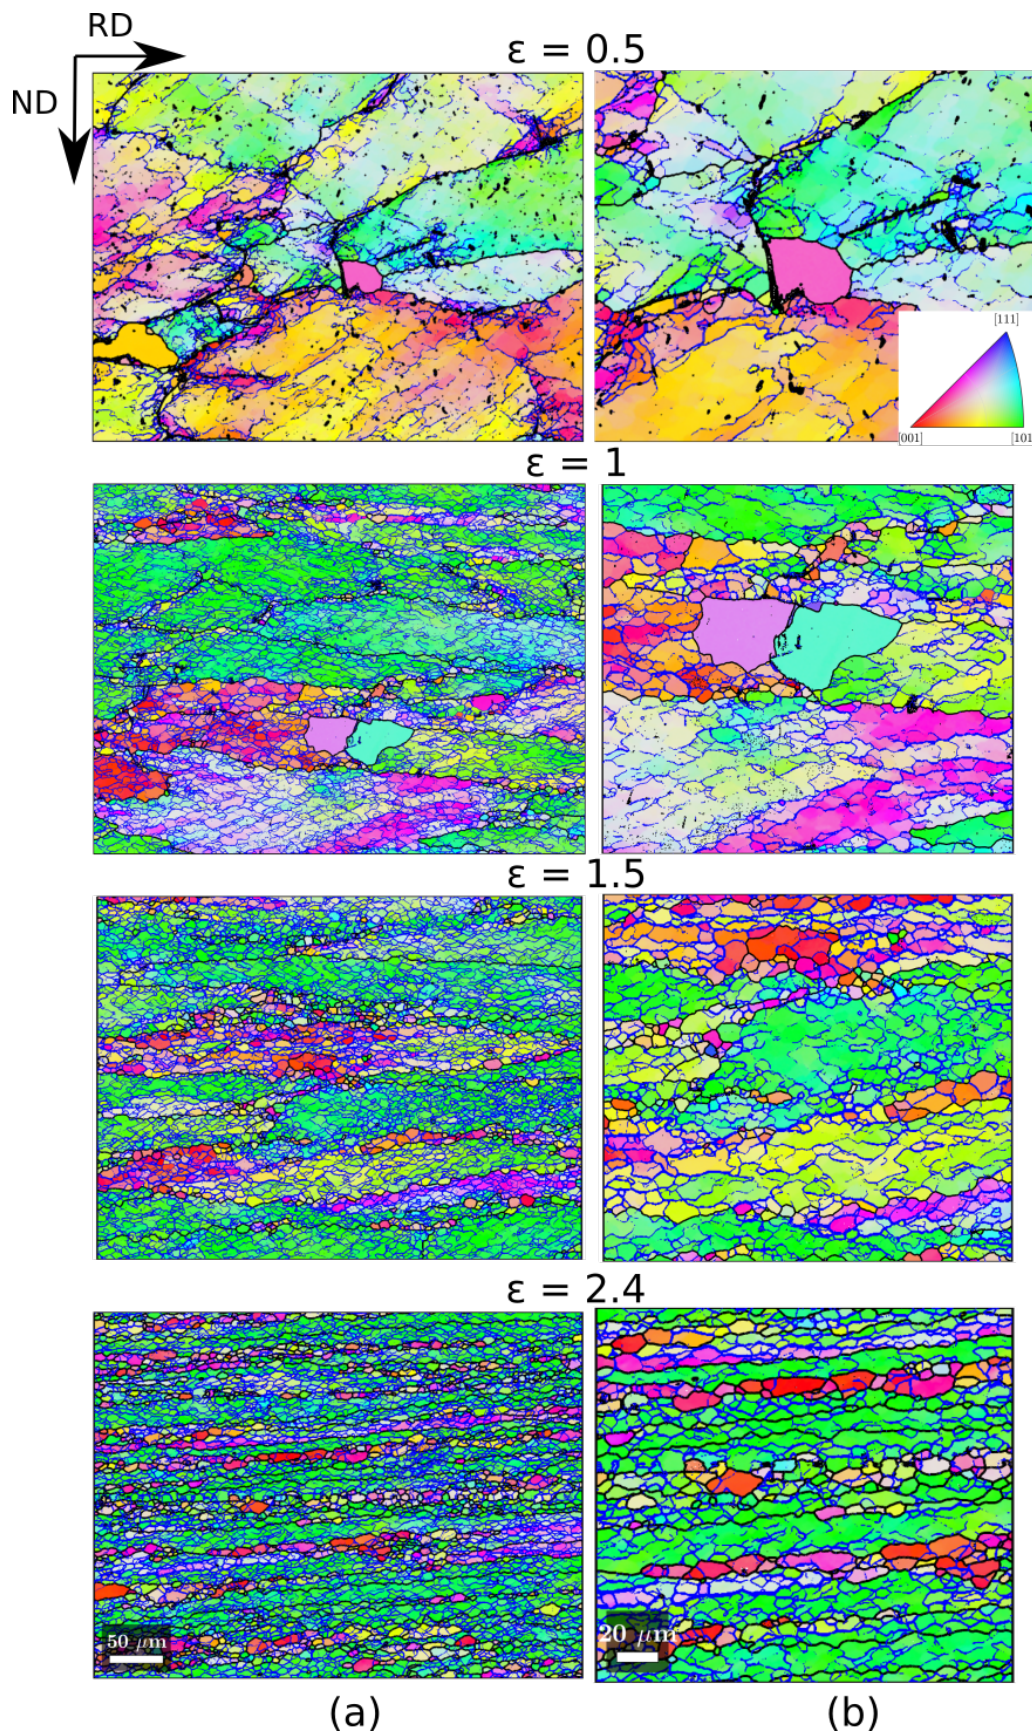 RD
ND
ε = 0.5
[111]
[001]
[101]
ε = 1
ε = 1.5
ε = 2.4
50 μm
20 μm
(a)
(b)